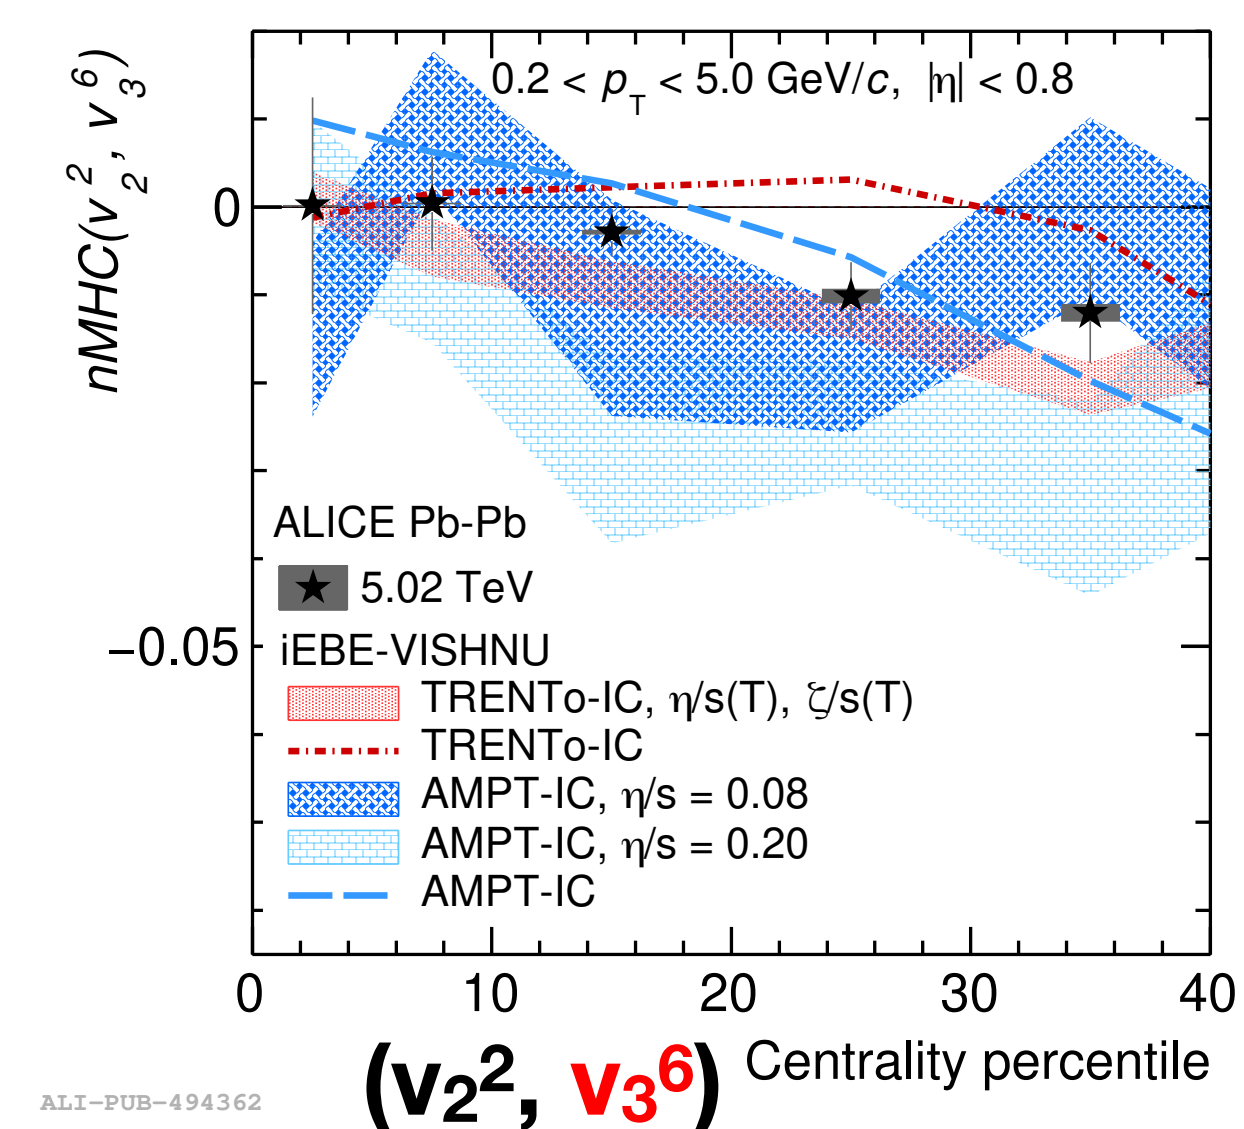 nMHC(v₂², v₃⁶)
0.2 < p_T < 5.0 GeV/c, |η| < 0.8
0
−0.05
ALICE Pb-Pb
5.02 TeV
iEBE-VISHNU
TRENTo-IC, η/s(T), ζ/s(T)
TRENTo-IC
AMPT-IC, η/s = 0.08
AMPT-IC, η/s = 0.20
AMPT-IC
0 10 20 30 40
Centrality percentile
(v₂², v₃⁶)
ALI−PUB−494362